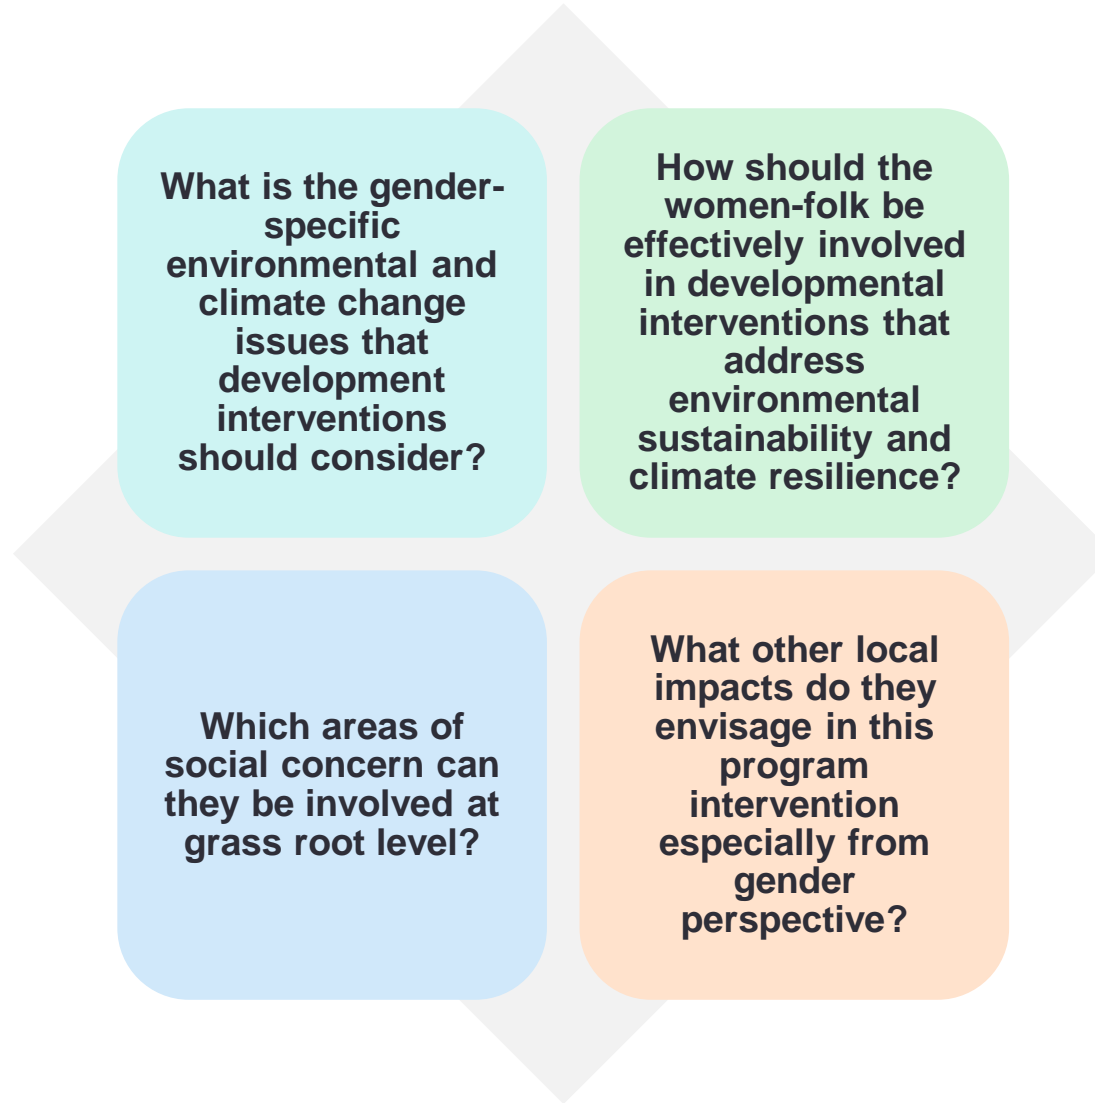 What is the gender-
specific
environmental and
climate change
issues that
development
interventions
should consider?
How should the
women-folk be
effectively involved
in developmental
interventions that
address
environmental
sustainability and
climate resilience?
Which areas of
social concern can
they be involved at
grass root level?
What other local
impacts do they
envisage in this
program
intervention
especially from
gender
perspective?